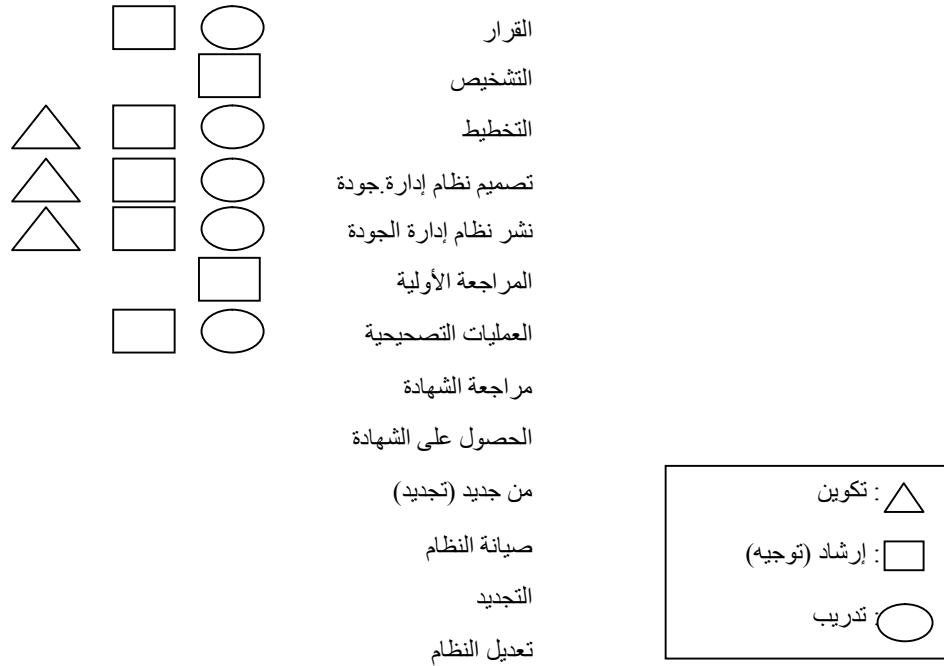 القرار
التشخيص
التخطيط
تصميم نظام إدارة.جودة
نشر نظام إدارة الجودة
المراجعة الأولية
العمليات التصحيحية
مراجعة الشهادة
الحصول على الشهادة
من جديد (تجديد)
صيانة النظام
التجديد
تعديل النظام
: تكوين
: إرشاد (توجيه)
: تدريب